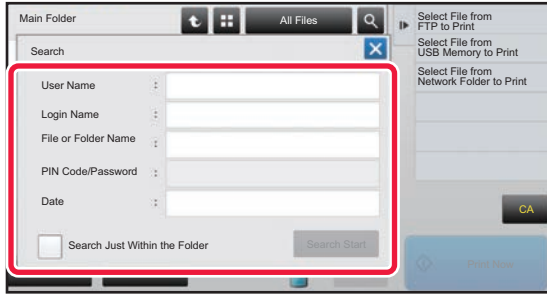 Main Folder
All Files
Select File from
FTP to Print
Select File from
USB Memory to Print
Select File from
Network Folder to Print
Search
User Name :
Login Name :
File or Folder Name :
PIN Code/Password :
Date :
Search Just Within the Folder
Search Start
CA
Print Now